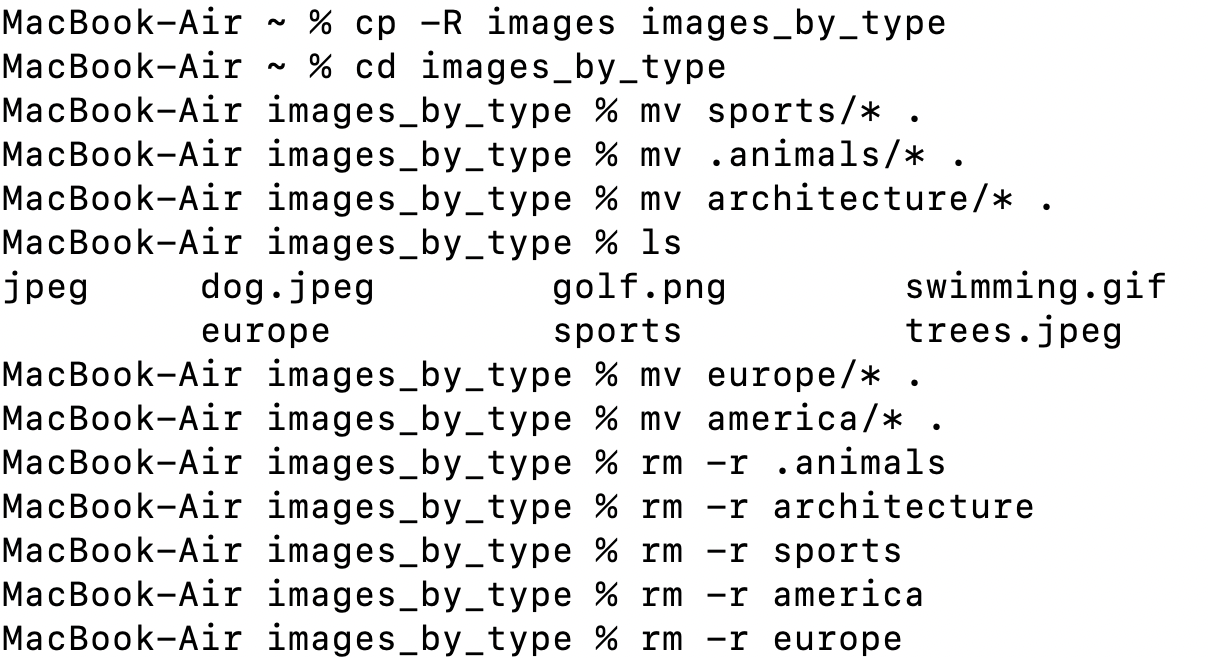 MacBook-Air ~ % cp -R images images_by_type
MacBook-Air ~ % cd images_by_type
MacBook-Air images_by_type % mv sports/* .
MacBook-Air images_by_type % mv .animals/* .
MacBook-Air images_by_type % mv architecture/* .
MacBook-Air images_by_type % ls
jpeg dog.jpeg golf.png swimming.gif
europe sports trees.jpeg
MacBook-Air images_by_type % mv europe/* .
MacBook-Air images_by_type % mv america/* .
MacBook-Air images_by_type % rm -r .animals
MacBook-Air images_by_type % rm -r architecture
MacBook-Air images_by_type % rm -r sports
MacBook-Air images_by_type % rm -r america
MacBook-Air images_by_type % rm -r europe